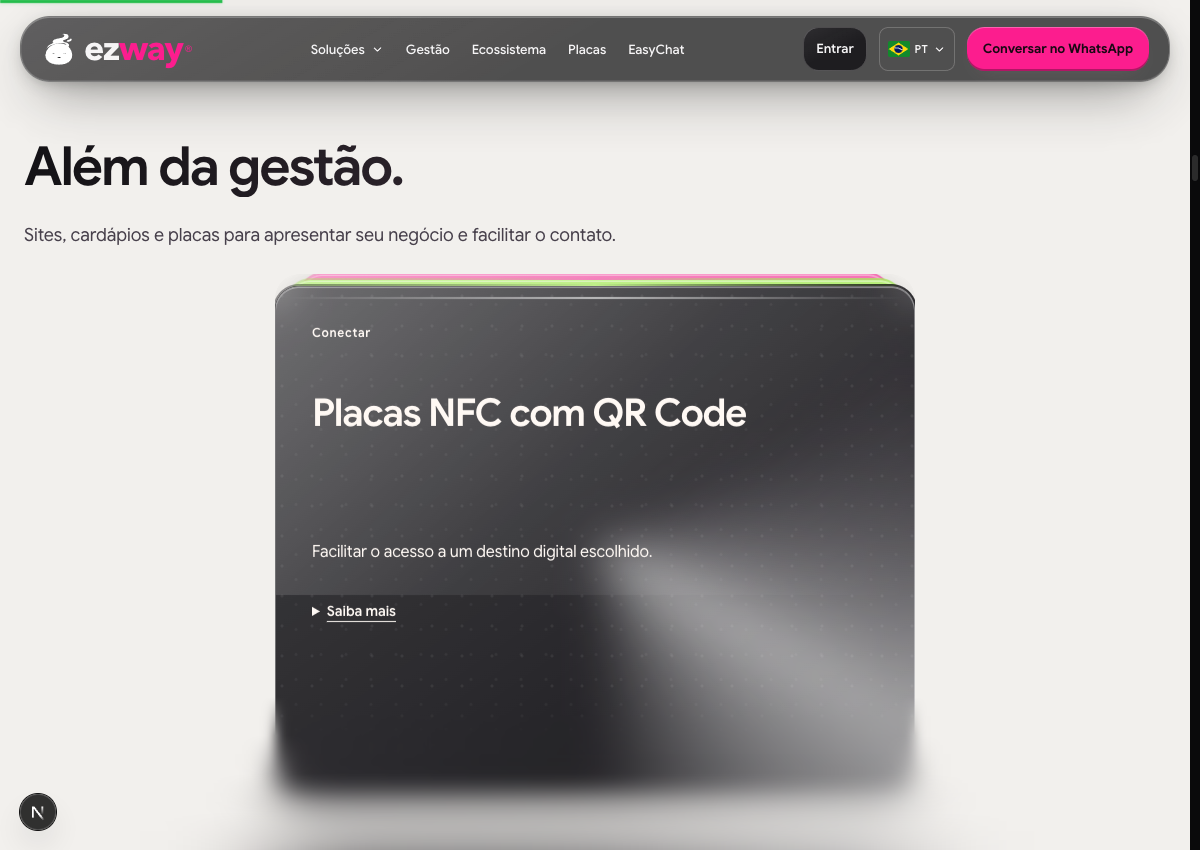 ezway®
Soluções
Gestão
Ecossistema
Placas
EasyChat
Entrar
PT
Conversar no WhatsApp
Além da gestão.
Sites, cardápios e placas para apresentar seu negócio e facilitar o contato.
Conectar
Placas NFC com QR Code
Facilitar o acesso a um destino digital escolhido.
Saiba mais
N